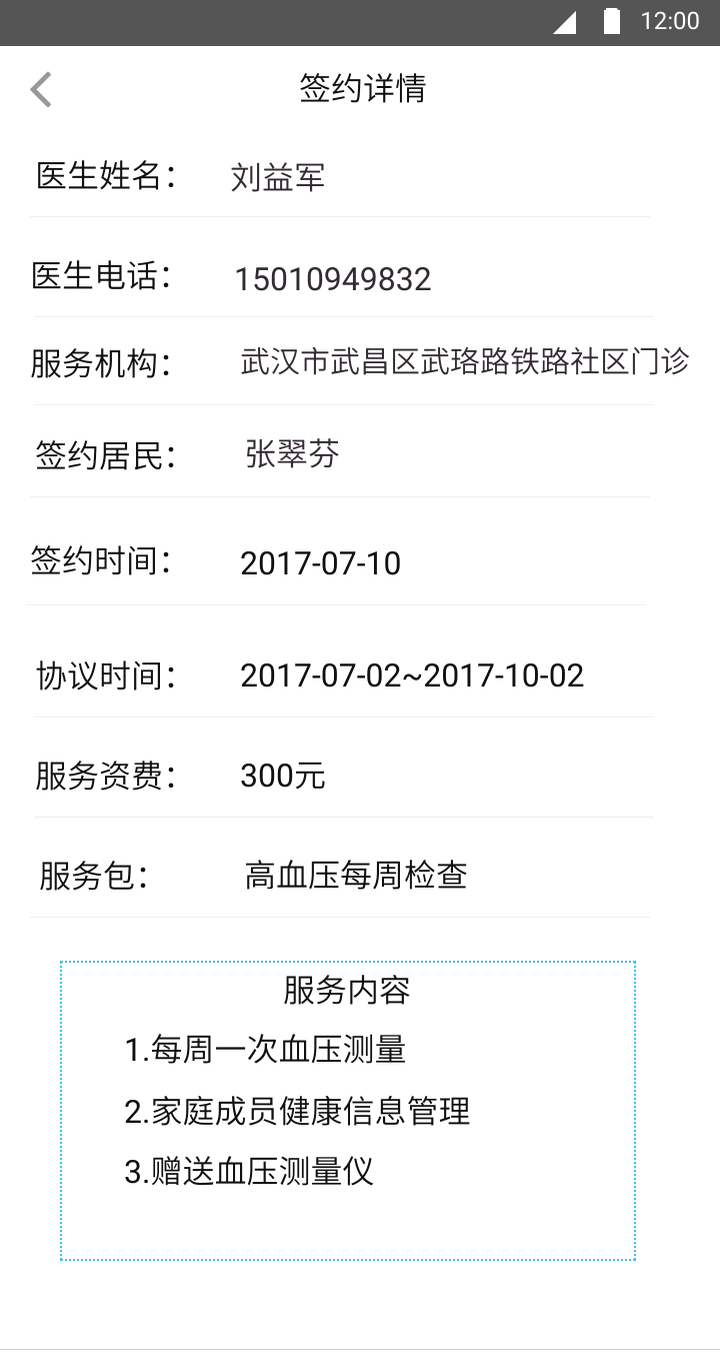 12:00
签约详情
医生姓名： 刘益军
医生电话： 15010949832
服务机构： 武汉市武昌区武珞路铁路社区门诊
签约居民： 张翠芬
签约时间： 2017-07-10
协议时间： 2017-07-02~2017-10-02
服务资费： 300元
服务包： 高血压每周检查
服务内容
1.每周一次血压测量
2.家庭成员健康信息管理
3.赠送血压测量仪